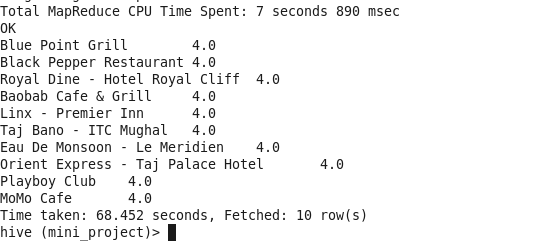 Total MapReduce CPU Time Spent: 7 seconds 890 msec
OK
Blue Point Grill        4.0
Black Pepper Restaurant 4.0
Royal Dine - Hotel Royal Cliff  4.0
Baobab Cafe & Grill     4.0
Linx - Premier Inn      4.0
Taj Bano - ITC Mughal   4.0
Eau De Monsoon - Le Meridien    4.0
Orient Express - Taj Palace Hotel       4.0
Playboy Club    4.0
MoMo Cafe       4.0
Time taken: 68.452 seconds, Fetched: 10 row(s)
hive (mini_project)>